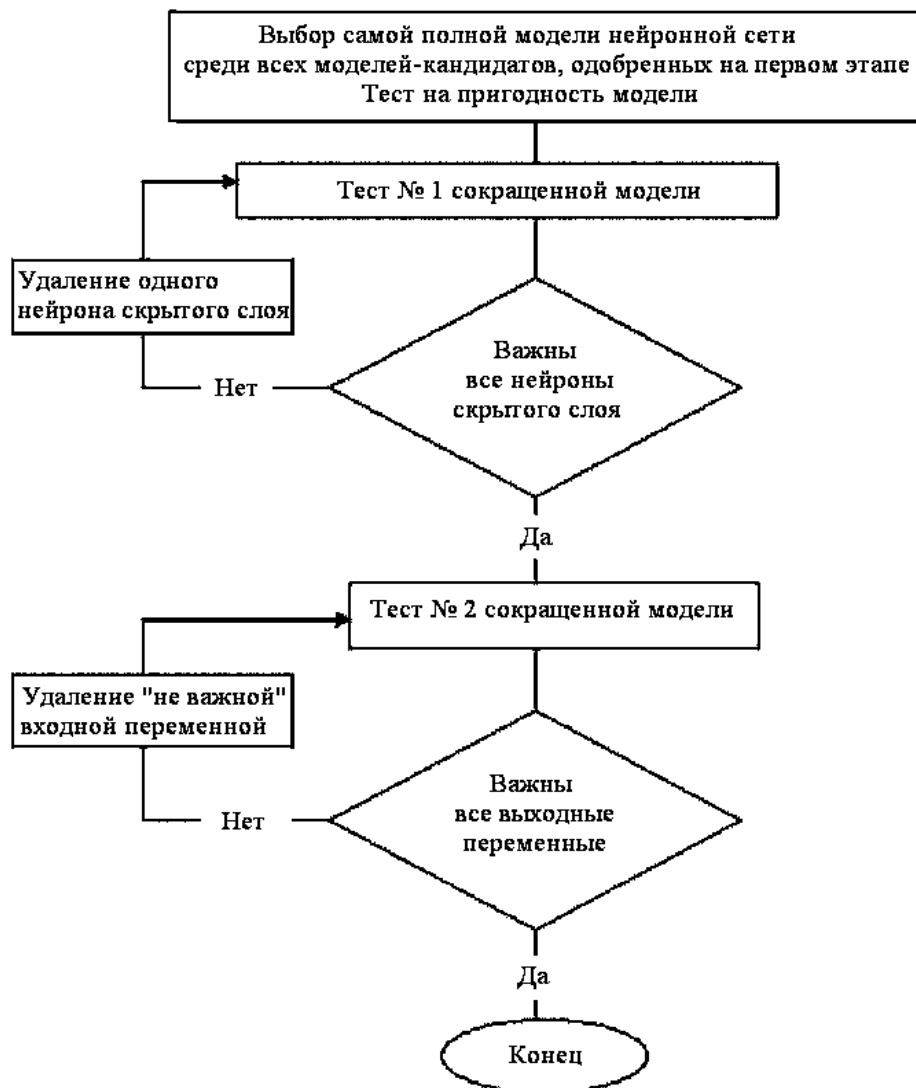 Выбор самой полной модели нейронной сети
среди всех моделей-кандидатов, одобренных на первом этапе
Тест на пригодность модели
Тест № 1 сокращенной модели
Удаление одного
нейрона скрытого слоя
Важны
все нейроны
скрытого слоя
Нет
Да
Тест № 2 сокращенной модели
Удаление "не важной"
входной переменной
Важны
все выходные
переменные
Нет
Да
Конец